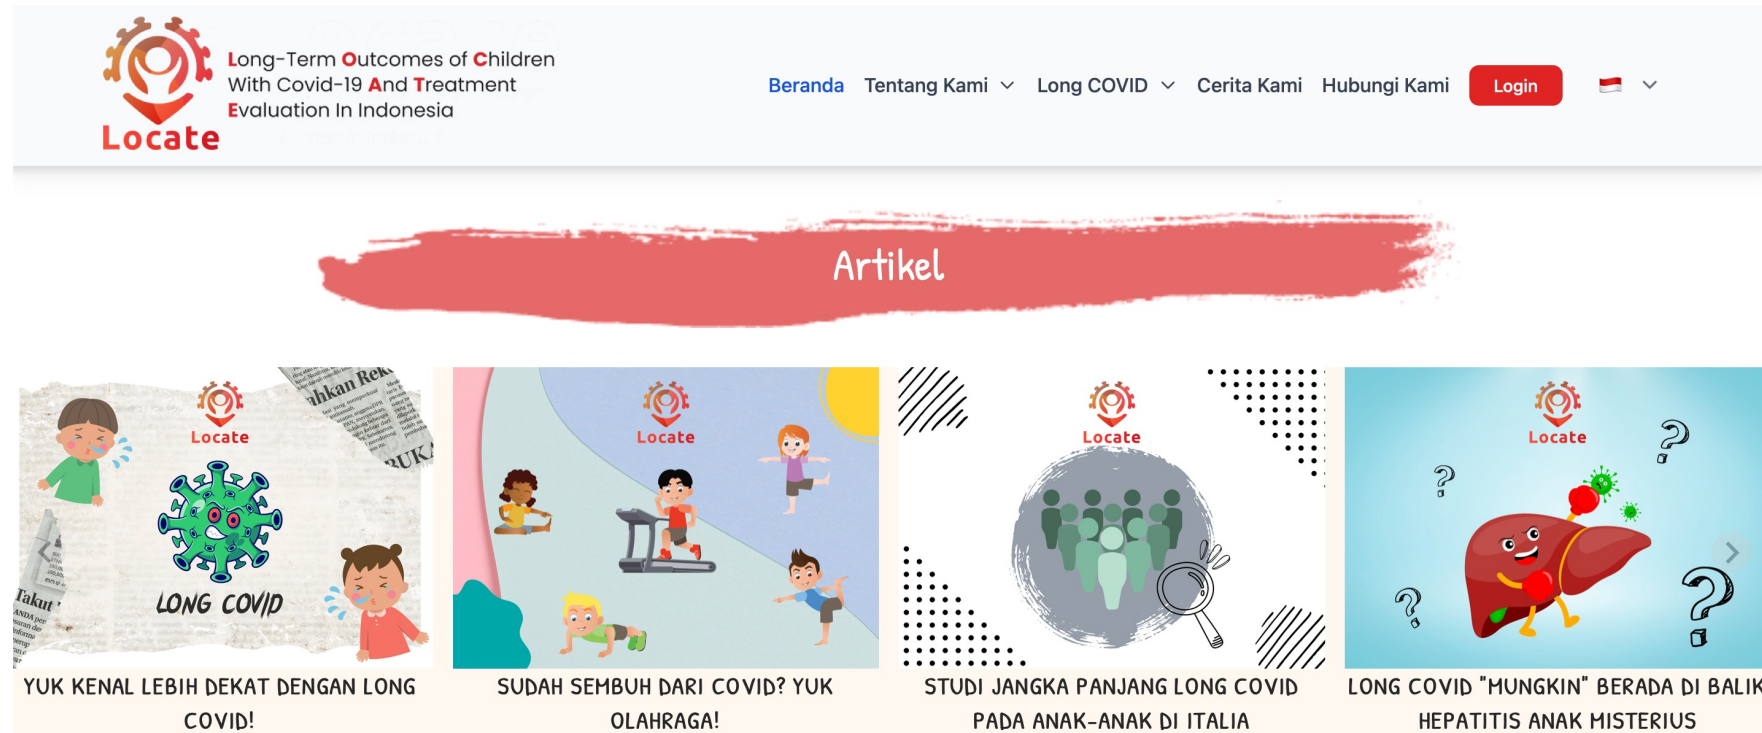 Locate
Long-Term Outcomes of Children
With Covid-19 And Treatment
Evaluation In Indonesia
Beranda Tentang Kami Long COVID Cerita Kami Hubungi Kami Login
Artikel
Locate
LONG COVID
Takut
YUK KENAL LEBIH DEKAT DENGAN LONG
COVID!
Locate
SUDAH SEMBUH DARI COVID? YUK
OLAHRAGA!
Locate
STUDI JANGKA PANJANG LONG COVID
PADA ANAK-ANAK DI ITALIA
Locate
? ? ? ?
LONG COVID "MUNGKIN" BERADA DI BALIK
HEPATITIS ANAK MISTERIUS